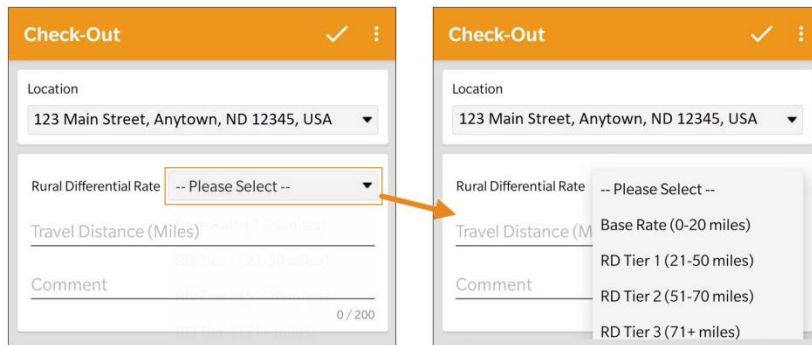 Check-Out
Location
123 Main Street, Anytown, ND 12345, USA
Rural Differential Rate
-- Please Select --
Travel Distance (Miles)
Comment
0 / 200
Check-Out
Location
123 Main Street, Anytown, ND 12345, USA
Rural Differential Rate
-- Please Select --
Base Rate (0-20 miles)
Travel Distance (M
RD Tier 1 (21-50 miles)
Comment
RD Tier 2 (51-70 miles)
RD Tier 3 (71+ miles)